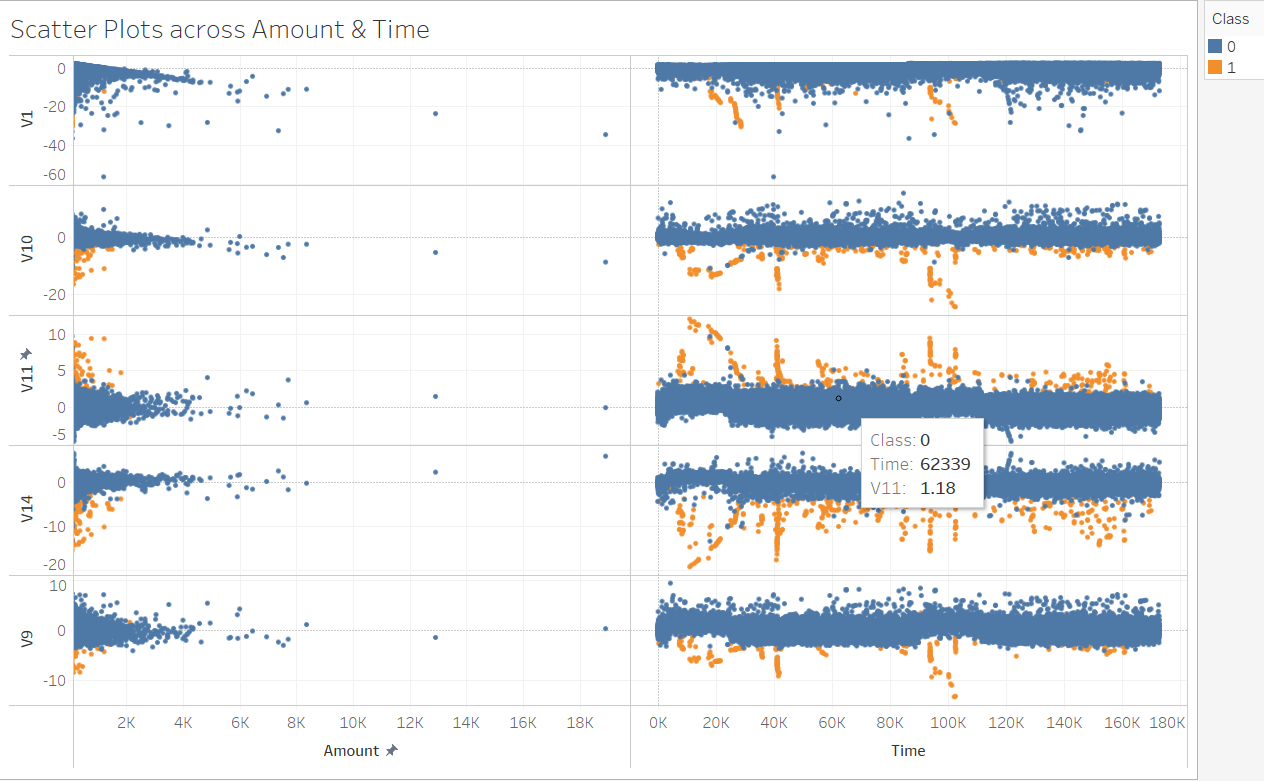 Scatter Plots across Amount & Time
Class
0
1
V1
0
-20
-40
-60
V10
0
-20
V11
10
5
0
-5
Class: 0
Time: 62339
V11: 1.18
V14
0
-10
-20
V9
10
0
-10
2K 4K 6K 8K 10K 12K 14K 16K 18K
0K 20K 40K 60K 80K 100K 120K 140K 160K 180K
Amount
Time